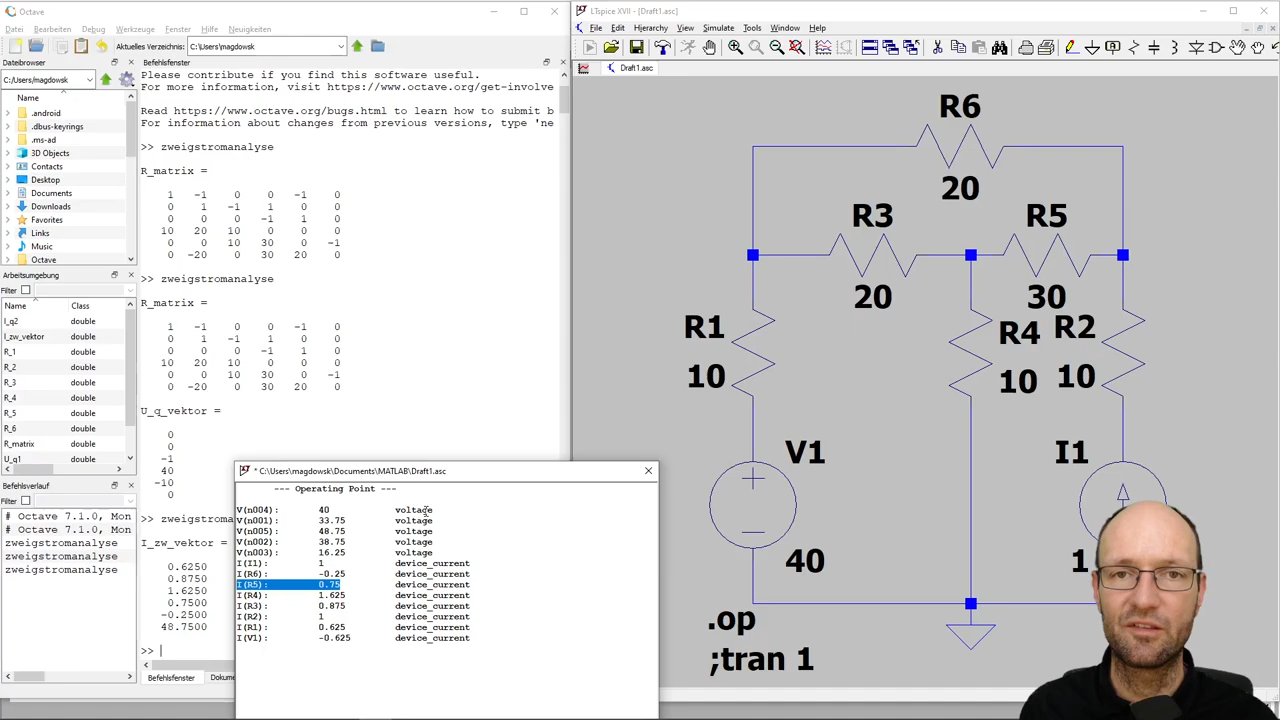 Octave
Datei Bearbeiten Debug Werkzeuge Fenster Hilfe Neuigkeiten
Aktuelles Verzeichnis: C:\Users\magdowsk
Dateibrowser
C:/Users/magdowsk
Name
.android
.dbus-keyrings
.ms-ad
3D Objects
Contacts
Desktop
Documents
Downloads
Favorites
Links
Music
Octave
Arbeitsumgebung
Filter
Name Class
I_q2 double
I_zw_vektor double
R_1 double
R_2 double
R_3 double
R_4 double
R_5 double
R_6 double
R_matrix double
U_q1 double
Befehlsverlauf
Filter
# Octave 7.1.0, Mon
# Octave 7.1.0, Mon
zweigstromanalyse
zweigstromanalyse
zweigstromanalyse
Befehlsfenster
Please contribute if you find this software useful.
For more information, visit https://www.octave.org/get-involve
Read https://www.octave.org/bugs.html to learn how to submit b
For information about changes from previous versions, type 'ne
>> zweigstromanalyse
R_matrix =
1 -1 0 0 -1 0
0 1 -1 1 0 0
0 0 0 -1 1 0
10 20 10 0 0 0
0 0 10 30 0 -1
0 -20 0 30 20 0
>> zweigstromanalyse
R_matrix =
1 -1 0 0 -1 0
0 1 -1 1 0 0
0 0 0 -1 1 0
10 20 10 0 0 0
0 0 10 30 0 -1
0 -20 0 30 20 0
U_q_vektor =
0
0
-1
40
-10
0
>> zweigstroma
I_zw_vektor =
0.6250
0.8750
1.6250
0.7500
-0.2500
48.7500
>>
Befehlsfenster Dokume
* C:\Users\magdowsk\Documents\MATLAB\Draft1.asc
--- Operating Point ---
V(n004): 40 voltage
V(n001): 33.75 voltage
V(n005): 48.75 voltage
V(n002): 38.75 voltage
V(n003): 16.25 voltage
I(I1): 1 device_current
I(R6): -0.25 device_current
I(R5): 0.75 device_current
I(R4): 1.625 device_current
I(R3): 0.875 device_current
I(R2): 1 device_current
I(R1): 0.625 device_current
I(V1): -0.625 device_current
LTspice XVII - [Draft1.asc]
File Edit Hierarchy View Simulate Tools Window Help
Draft1.asc
R6
20
R3
20
R5
30
R1
10
R4
10
R2
10
V1
40
I1
1
.op
;tran 1